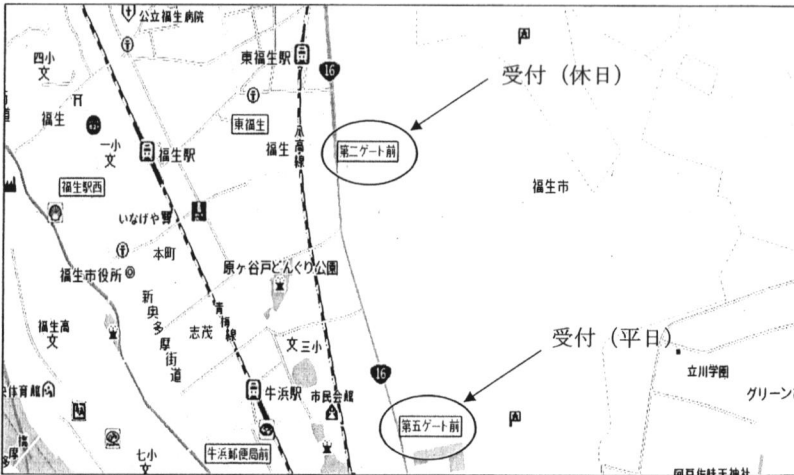 公立福生病院
四小
文
東福生駅
16
受付（休日）
福生
一小
文
福生駅
東福生
福生
八高線
第二ゲート前
福生市
福生駅西
いなげや
本町
原ヶ谷戸どんぐり公園
福生市役所
新奥多摩街道
志茂
青梅線
福生高
文
文三小
受付（平日）
立川学園
16
牛浜駅
市民会館
グリーン
体育館
第五ゲート前
七小
文
牛浜郵便局前